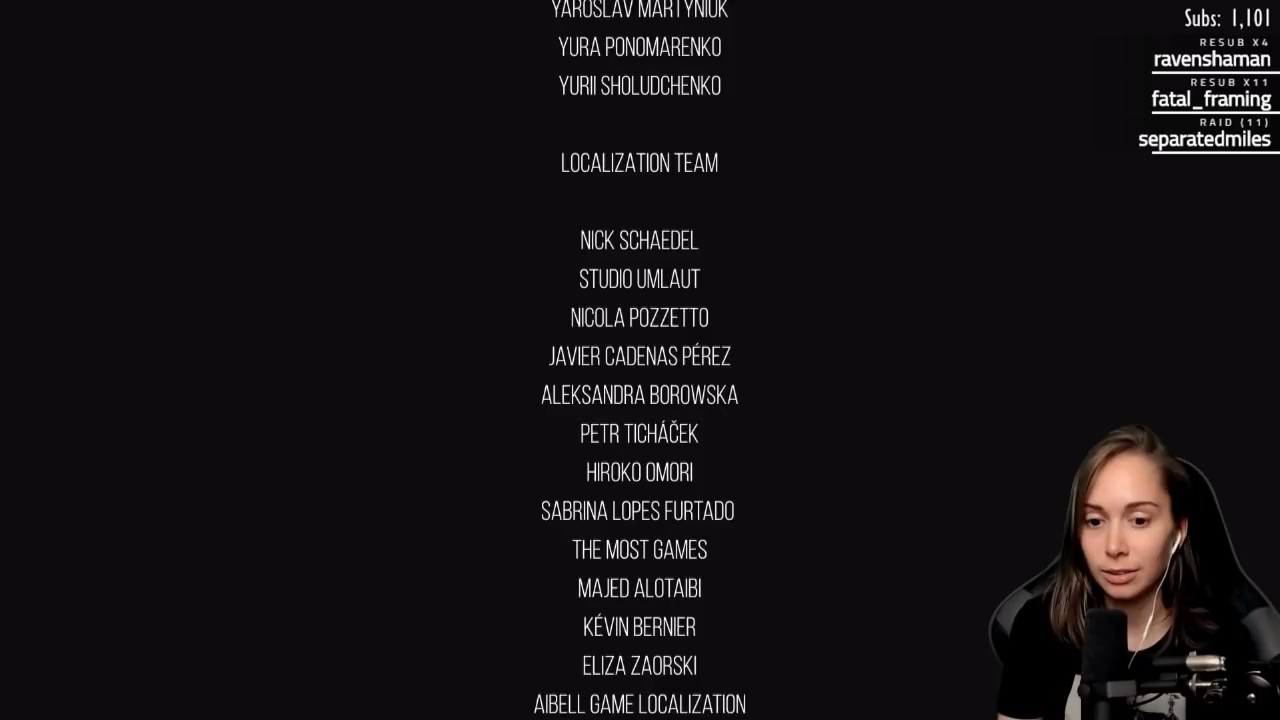 YAROSLAV MARTYNIUK
YURA PONOMARENKO
YURII SHOLUDCHENKO
LOCALIZATION TEAM
NICK SCHAEDEL
STUDIO UMLAUT
NICOLA POZZETTO
JAVIER CADENAS PÉREZ
ALEKSANDRA BOROWSKA
PETR TICHÁČEK
HIROKO OMORI
SABRINA LOPES FURTADO
THE MOST GAMES
MAJED ALOTAIBI
KÉVIN BERNIER
ELIZA ZAORSKI
AIBELL GAME LOCALIZATION
Subs: 1,101
RESUB X4
ravenshaman
RESUB X11
fatal_framing
RAID (11)
separatedmiles